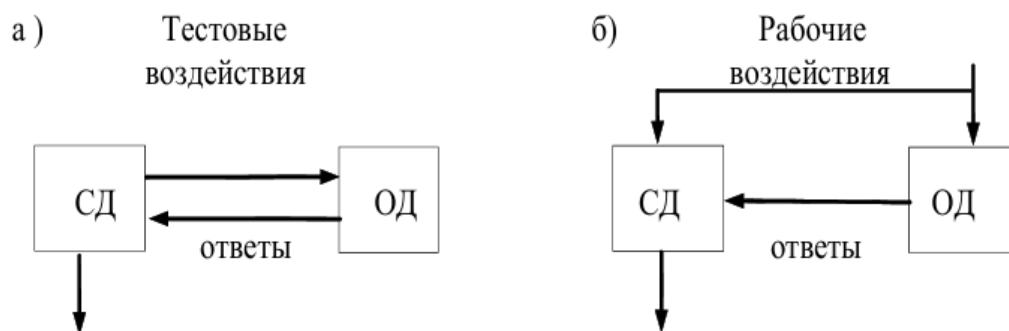 а ) Тестовые
воздействия
СД
ОД
ответы
б) Рабочие
воздействия
СД
ОД
ответы